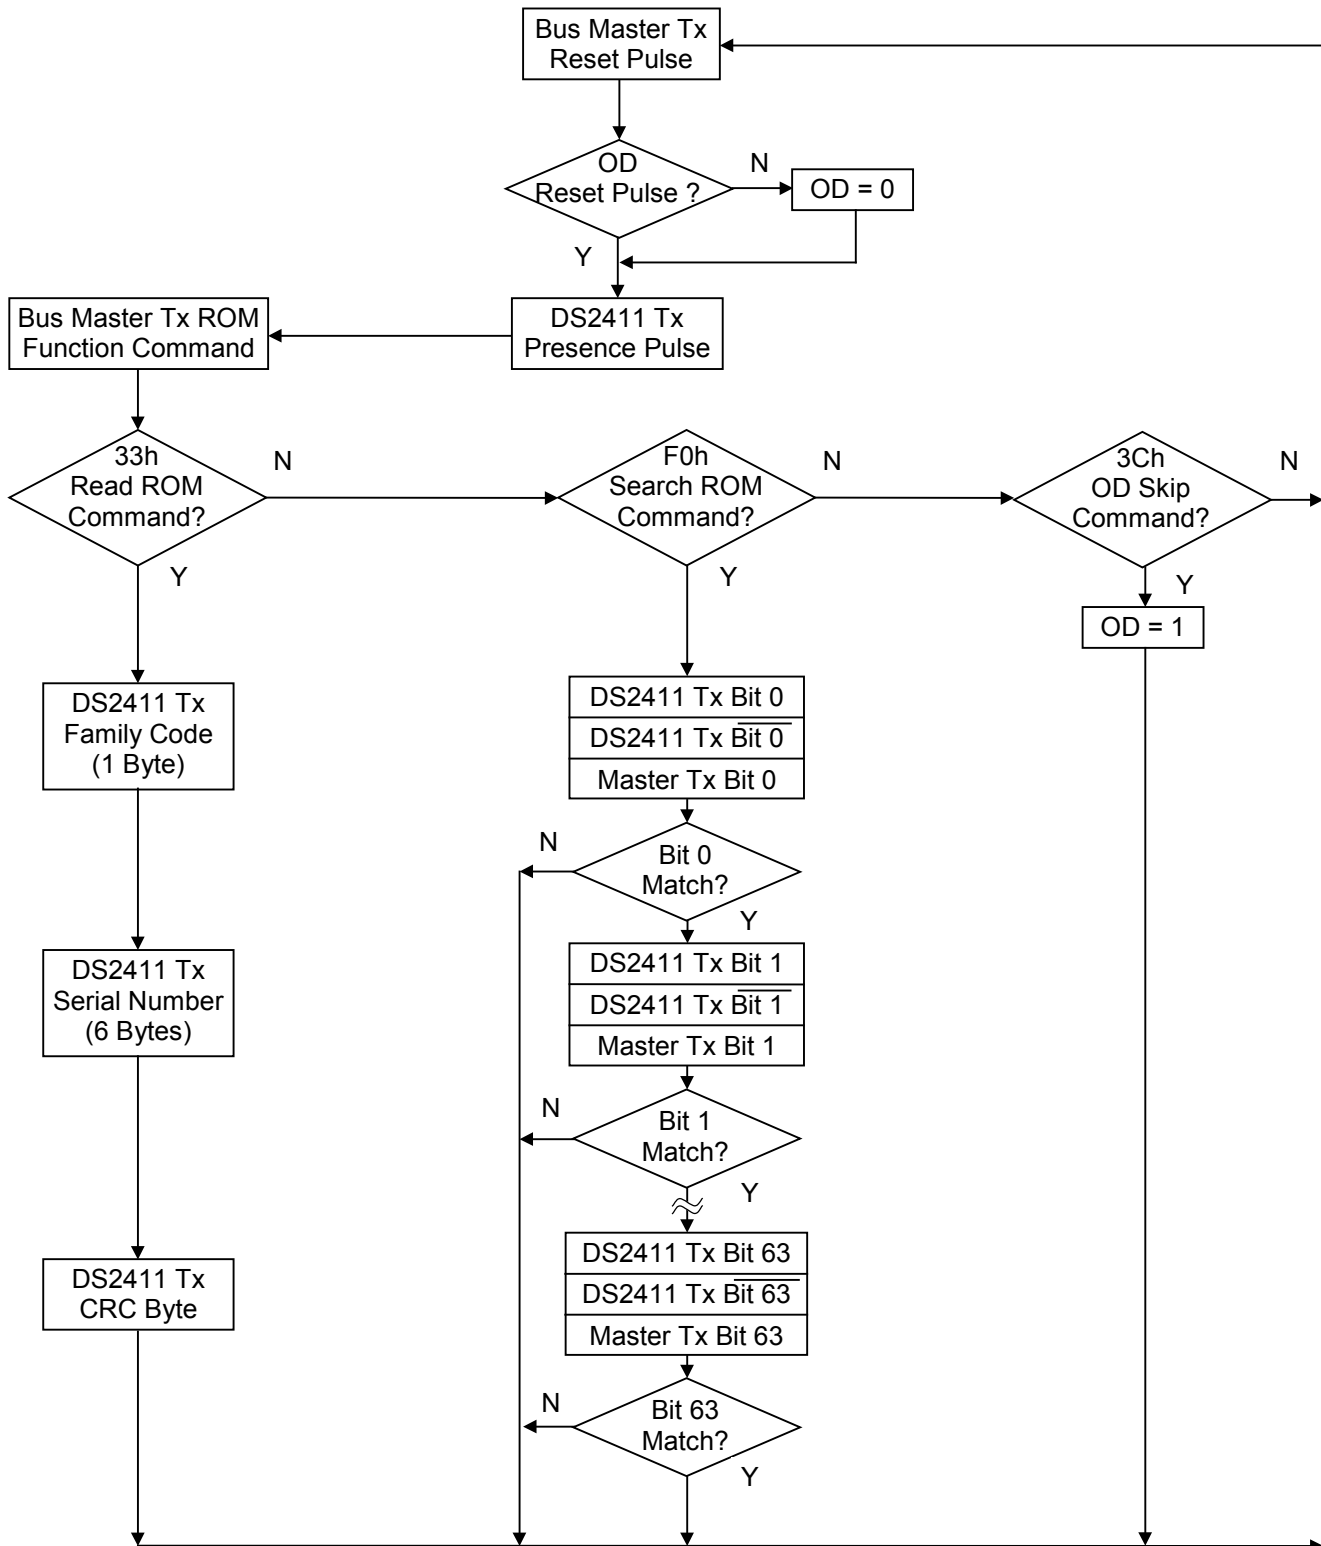 Bus Master Tx
Reset Pulse
OD
Reset Pulse ?
N
OD = 0
Y
Bus Master Tx ROM
Function Command
DS2411 Tx
Presence Pulse
33h
Read ROM
Command?
N
Y
F0h
Search ROM
Command?
N
Y
3Ch
OD Skip
Command?
N
Y
OD = 1
DS2411 Tx
Family Code
(1 Byte)
DS2411 Tx
Serial Number
(6 Bytes)
DS2411 Tx
CRC Byte
DS2411 Tx Bit 0
DS2411 Tx B̅i̅t̅ ̅0̅
Master Tx Bit 0
Bit 0
Match?
N
Y
DS2411 Tx Bit 1
DS2411 Tx B̅i̅t̅ ̅1̅
Master Tx Bit 1
Bit 1
Match?
N
Y
DS2411 Tx Bit 63
DS2411 Tx B̅i̅t̅ ̅6̅3̅
Master Tx Bit 63
Bit 63
Match?
N
Y